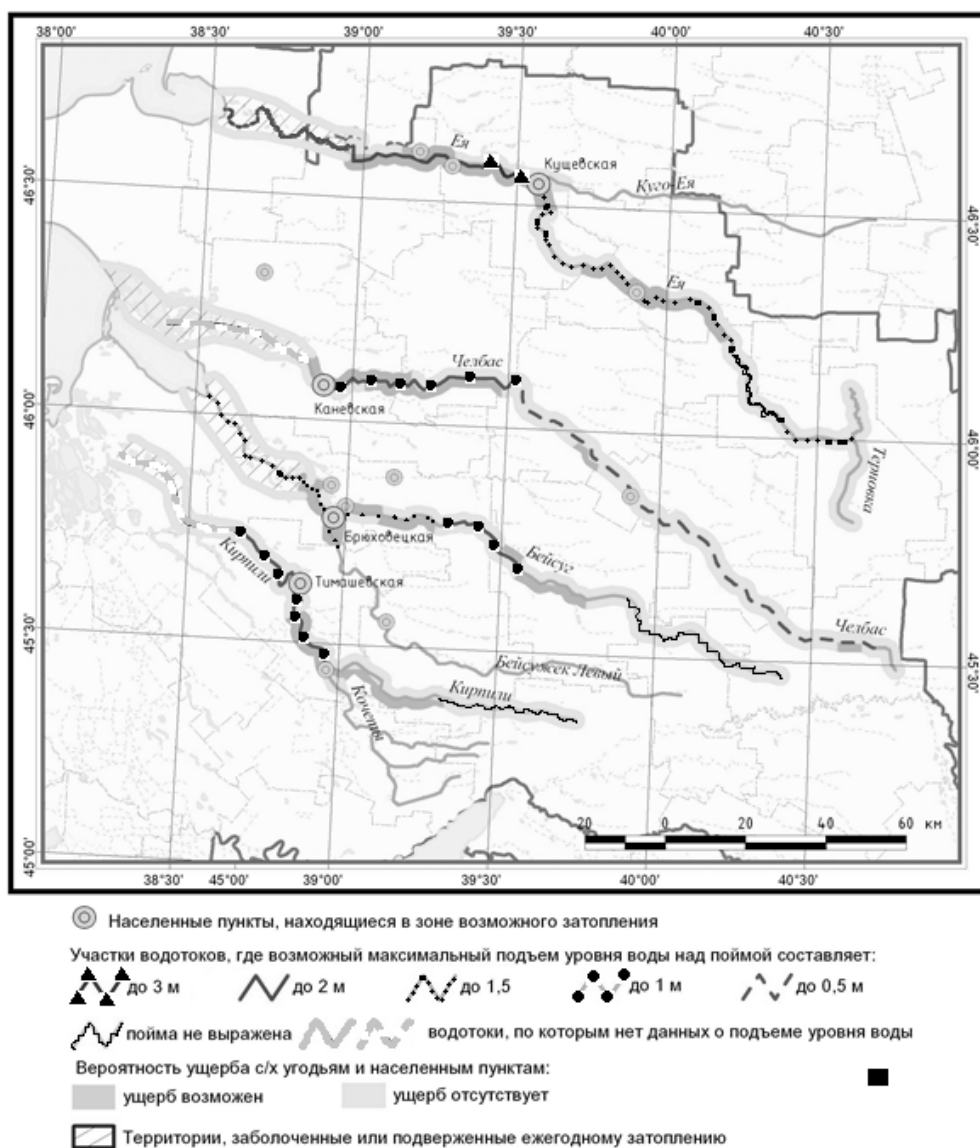 38°00' 38°30' 39°00' 39°30' 40°00' 40°30'
Ея
Кущевская
Куго-Ея
46°30'
46°30'
Ея
Челбас
Каневская
46°00'
46°00'
Терновка
Брюховецкая
Бейсуг
Кирпили
Тимашевская
Челбас
45°30'
45°30'
Бейсужек Левый
Кирпили
Кочеты
20 0 20 40 60 км
45°00'
38°30' 45°00' 39°00' 39°30' 40°00' 40°30'
Населенные пункты, находящиеся в зоне возможного затопления
Участки водотоков, где возможный максимальный подъем уровня воды над поймой составляет:
до 3 м до 2 м до 1,5 до 1 м до 0,5 м
пойма не выражена водотоки, по которым нет данных о подъеме уровня воды
Вероятность ущерба с/х угодьям и населенным пунктам:
ущерб возможен ущерб отсутствует
Территории, заболоченные или подверженные ежегодному затоплению